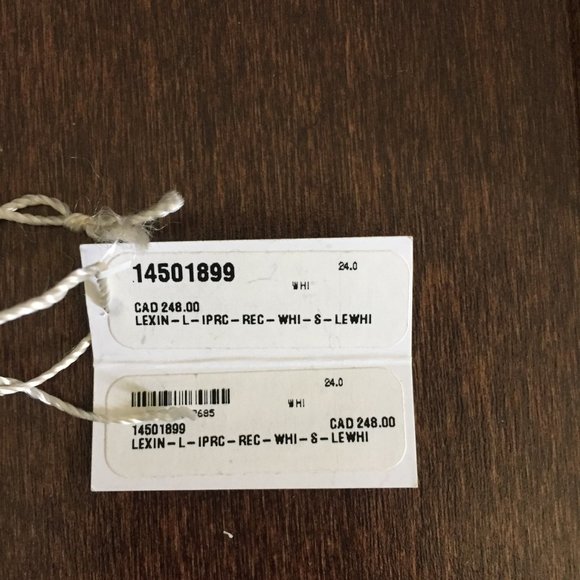 14501899
24.0
WHI
CAD 248.00
LEXIN-L-IPRC-REC-WHI-S-LEWHI
24.0
WHI
14501899
CAD 248.00
LEXIN-L-IPRC-REC-WHI-S-LEWHI